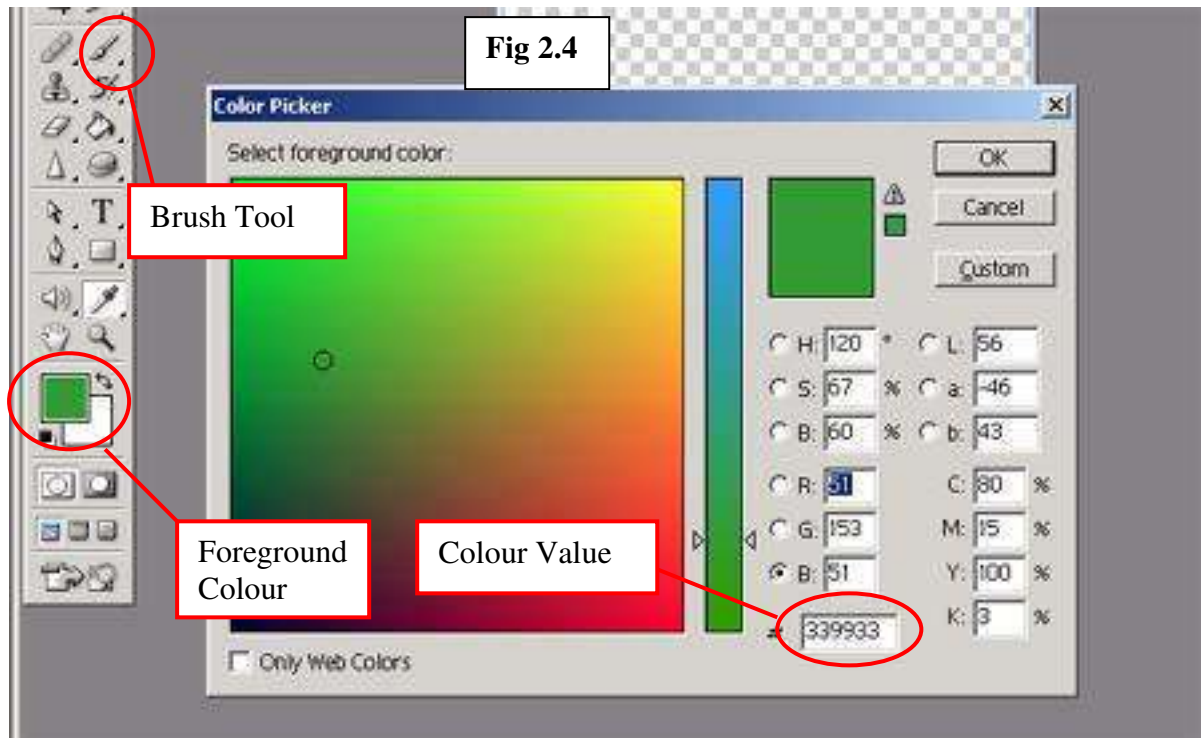 Fig 2.4
Color Picker
Select foreground color:
OK
Cancel
Custom
Brush Tool
T
H: 120 °
L: 56
S: 67 %
a: -46
B: 60 %
b: 43
R: 51
C: 80 %
G: 153
M: 15 %
B: 51
Y: 100 %
# 339933
K: 3 %
Foreground
Colour
Colour Value
Only Web Colors